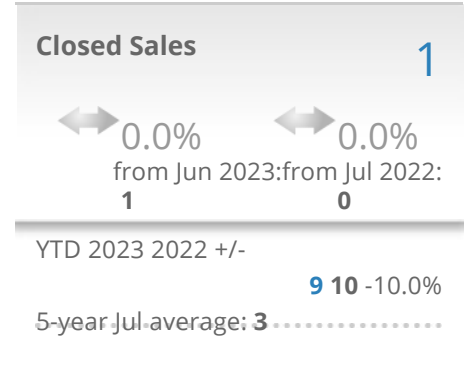 Closed Sales 1
0.0% 0.0%
from Jun 2023: from Jul 2022:
1 0
YTD 2023 2022 +/-
9 10 -10.0%
5-year Jul average: 3